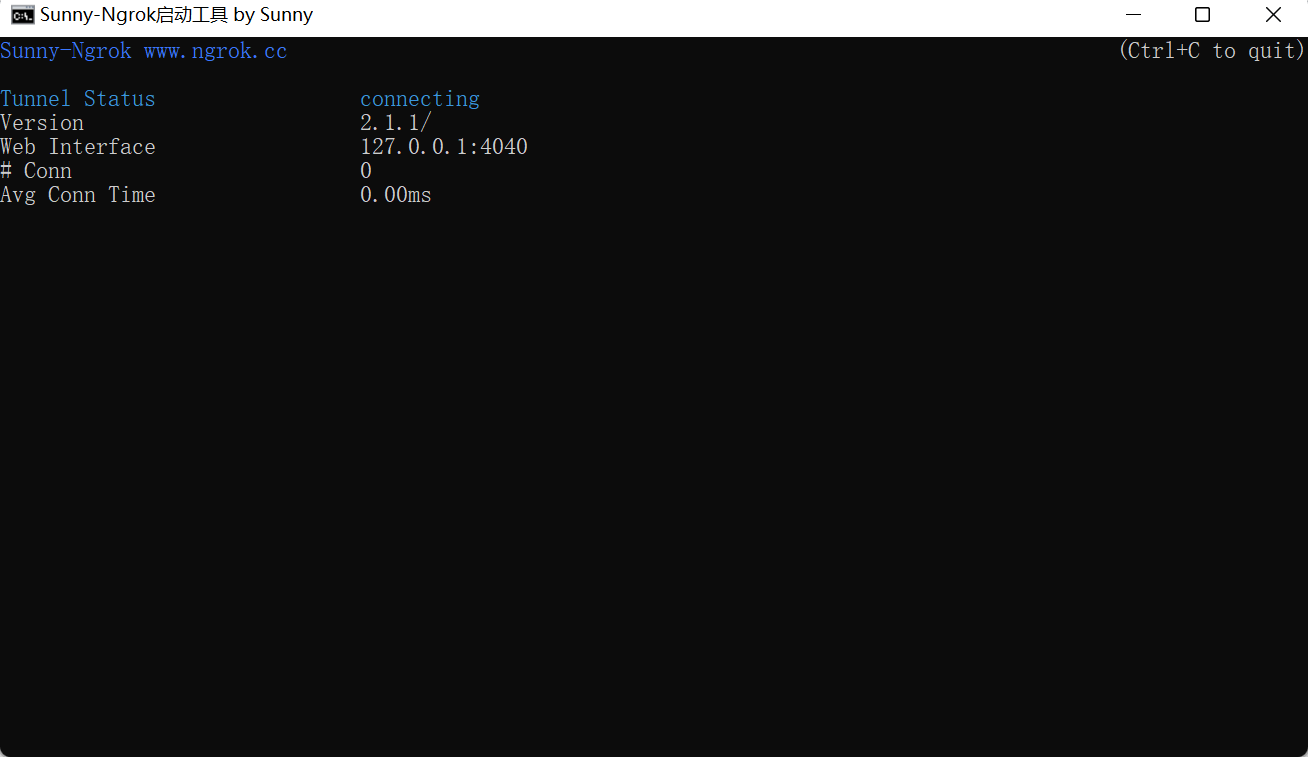 Sunny-Ngrok启动工具 by Sunny
Sunny-Ngrok www.ngrok.cc (Ctrl+C to quit)
Tunnel Status connecting
Version 2.1.1/
Web Interface 127.0.0.1:4040
# Conn 0
Avg Conn Time 0.00ms